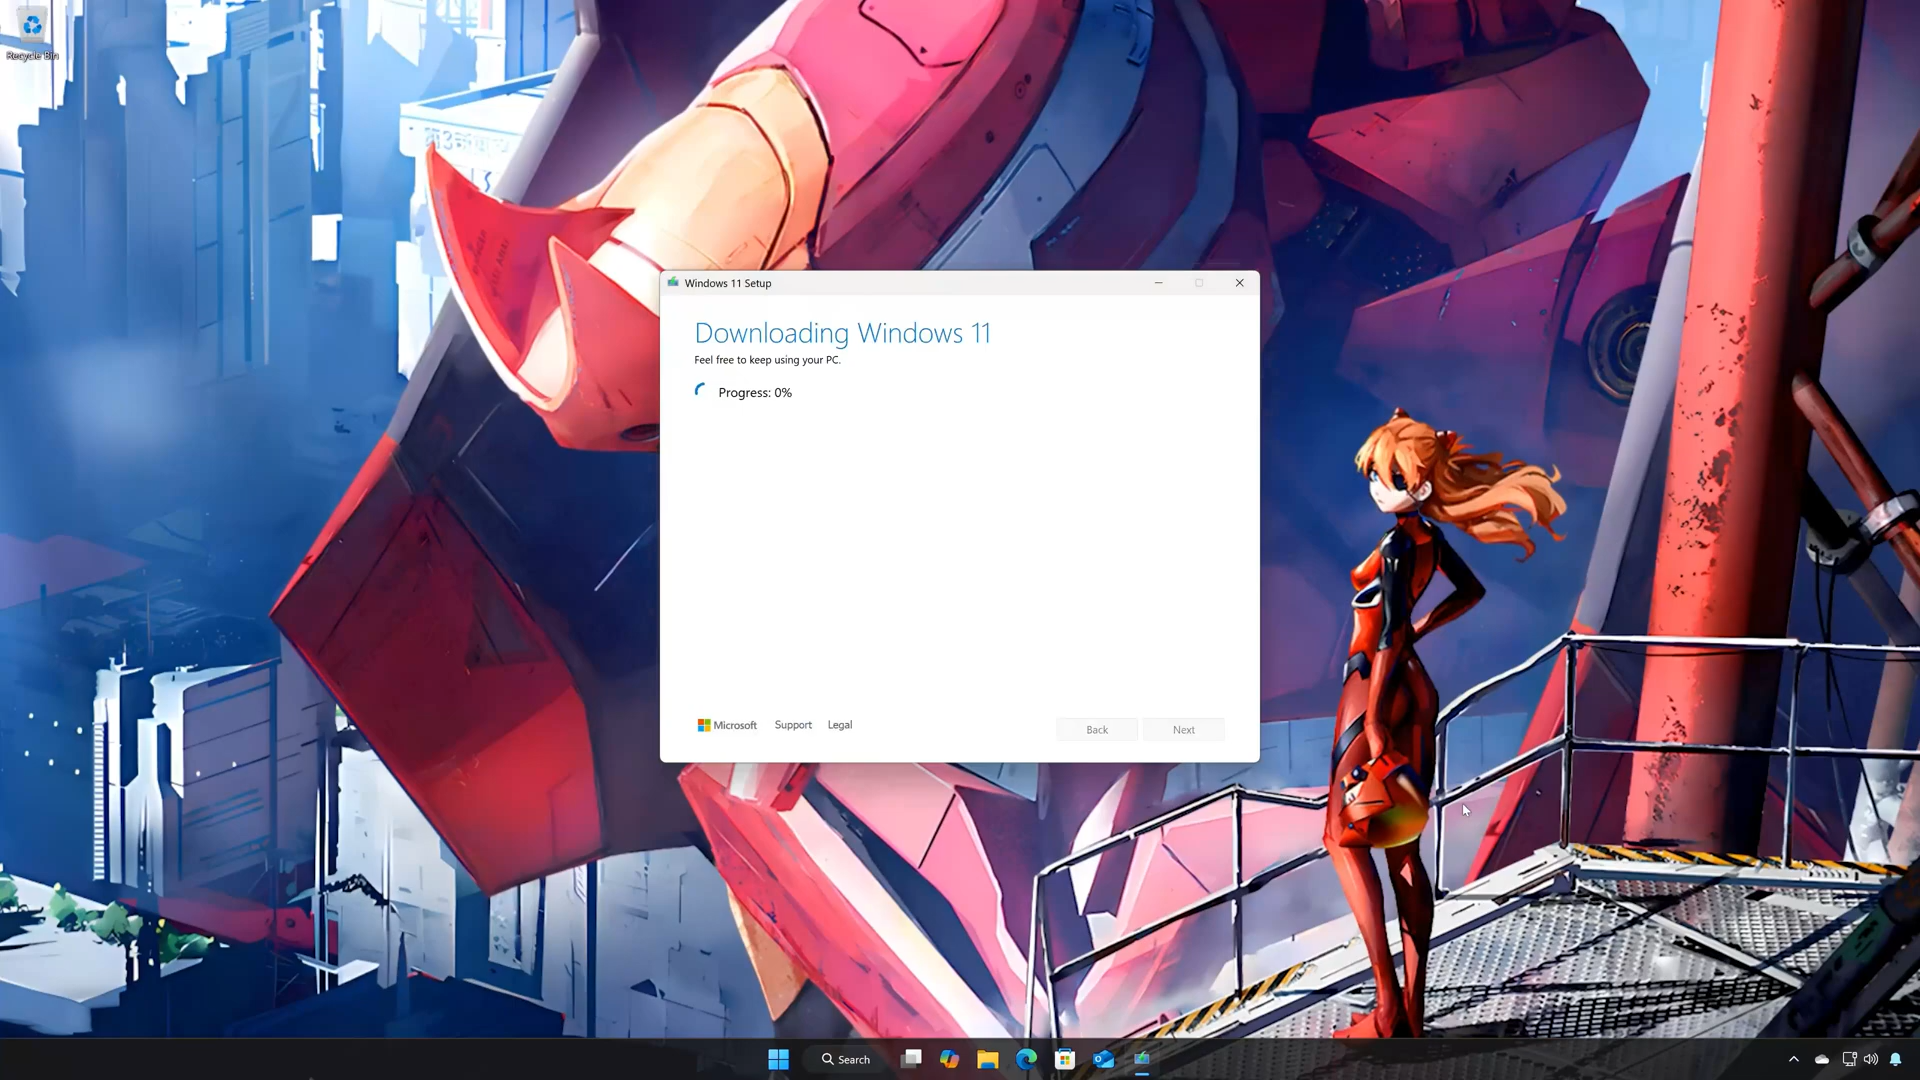 Recycle Bin
Windows 11 Setup
Downloading Windows 11
Feel free to keep using your PC.
Progress: 0%
Microsoft
Support
Legal
Back
Next
Search